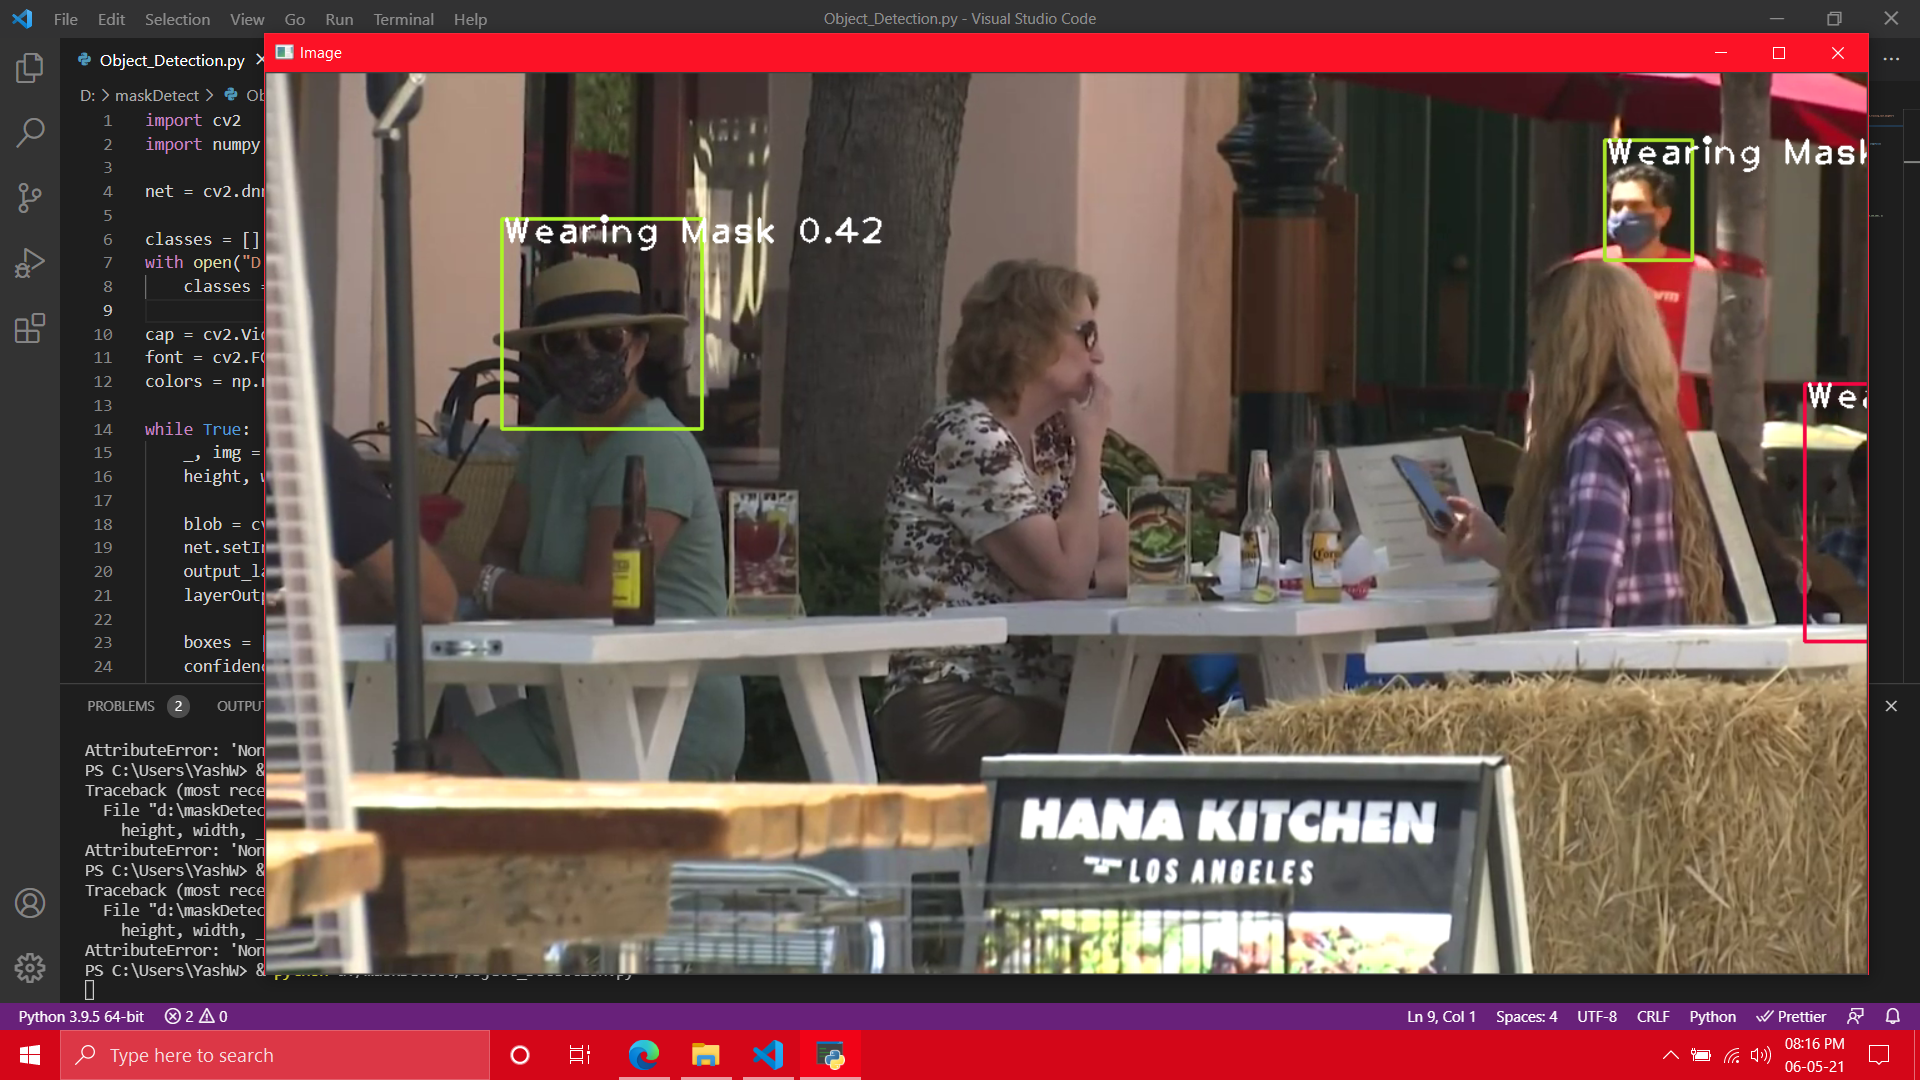 File Edit Selection View Go Run Terminal Help
Object_Detection.py - Visual Studio Code
Object_Detection.py
Image
D: > maskDetect >
1 import cv2
2 import numpy
3
4 net = cv2.dn
5
6 classes = []
7 with open("D
8 classes =
9
10 cap = cv2.Vi
11 font = cv2.F
12 colors = np.
13
14 while True:
15 _, img =
16 height,
17
18 blob = c
19 net.setI
20 output_l
21 layerOut
22
23 boxes = [
24 confiden
Wearing Mask 0.42
Wearing Mask
Wea
Corona
HANA KITCHEN
LOS ANGELES
PROBLEMS 2 OUTPU
AttributeError: 'Non
PS C:\Users\YashW> &
Traceback (most rece
File "d:\maskDetec
height, width, _
AttributeError: 'Non
PS C:\Users\YashW> &
Traceback (most rece
File "d:\maskDetec
height, width, _
AttributeError: 'Non
PS C:\Users\YashW> &
Python 3.9.5 64-bit 2 0
Ln 9, Col 1 Spaces: 4 UTF-8 CRLF Python Prettier
Type here to search
08:16 PM
06-05-21